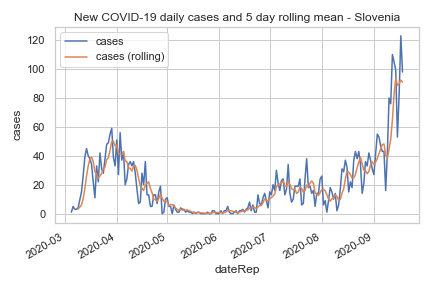 New COVID-19 daily cases and 5 day rolling mean - Slovenia
cases
cases (rolling)
120
100
80
60
40
20
0
cases
2020-03
2020-04
2020-05
2020-06
2020-07
2020-08
2020-09
dateRep